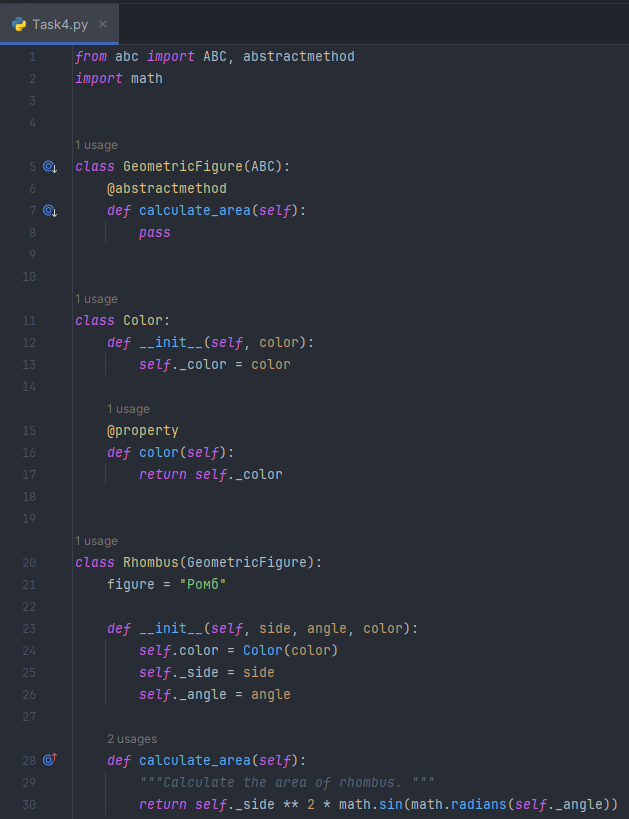 Task4.py ×
1 from abc import ABC, abstractmethod
2 import math
3
4
1 usage
5 class GeometricFigure(ABC):
6     @abstractmethod
7     def calculate_area(self):
8         pass
9
10
1 usage
11 class Color:
12     def __init__(self, color):
13         self._color = color
14
1 usage
15     @property
16     def color(self):
17         return self._color
18
19
1 usage
20 class Rhombus(GeometricFigure):
21     figure = "Ромб"
22
23     def __init__(self, side, angle, color):
24         self.color = Color(color)
25         self._side = side
26         self._angle = angle
27
2 usages
28     def calculate_area(self):
29         """Calculate the area of rhombus. """
30         return self._side ** 2 * math.sin(math.radians(self._angle))